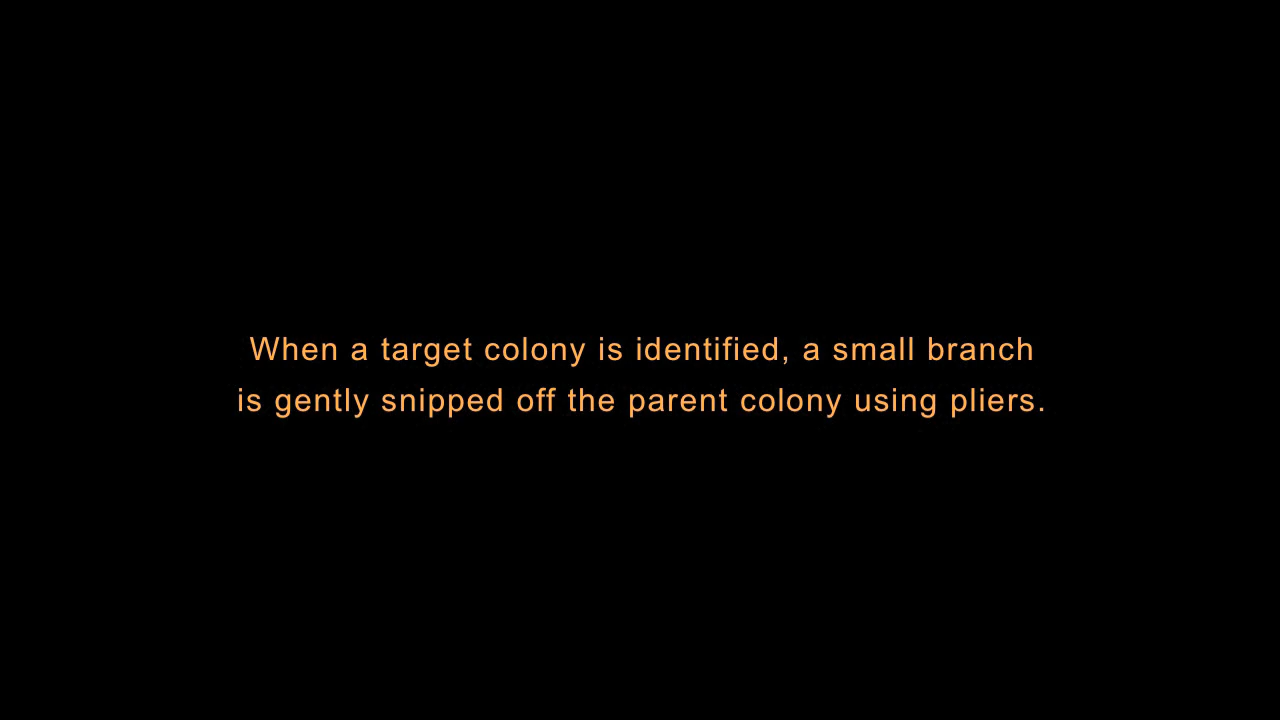 When a target colony is identified, a small branch
is gently snipped off the parent colony using pliers.